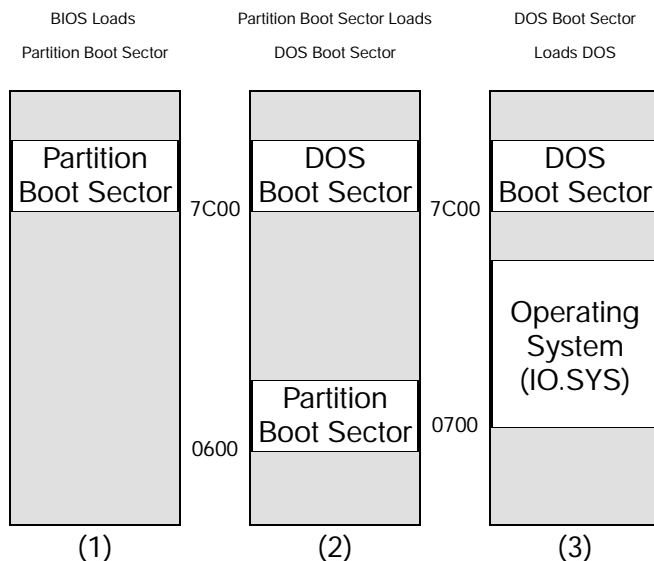 BIOS Loads
Partition Boot Sector
Partition Boot Sector Loads
DOS Boot Sector
DOS Boot Sector
Loads DOS
Partition
Boot Sector
7C00
DOS
Boot Sector
7C00
DOS
Boot Sector
Operating
System
(IO.SYS)
Partition
Boot Sector
0600
0700
(1)
(2)
(3)